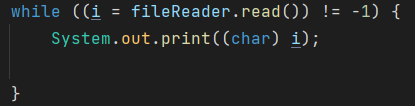 while ((i = fileReader.read()) != -1) {
    System.out.print((char) i);
}